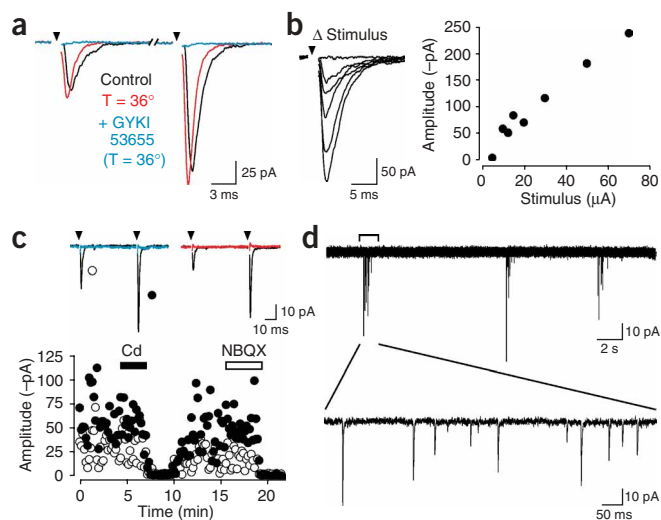 a
Control
T = 36°
+ GYKI
53655
(T = 36°)
25 pA
3 ms
b
Δ Stimulus
50 pA
5 ms
Amplitude (–pA)
250
200
150
100
50
0
0 20 40 60 80
Stimulus (μA)
c
10 pA
10 ms
Cd
NBQX
Amplitude (–pA)
125
100
75
50
25
0
0 5 10 15 20
Time (min)
d
10 pA
2 s
10 pA
50 ms